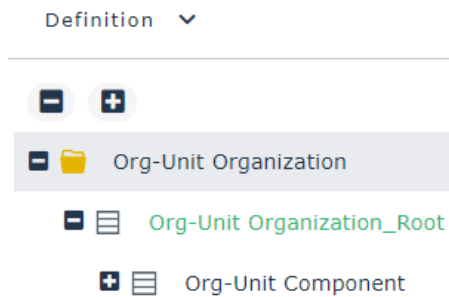 Definition
Org-Unit Organization
Org-Unit Organization_Root
Org-Unit Component